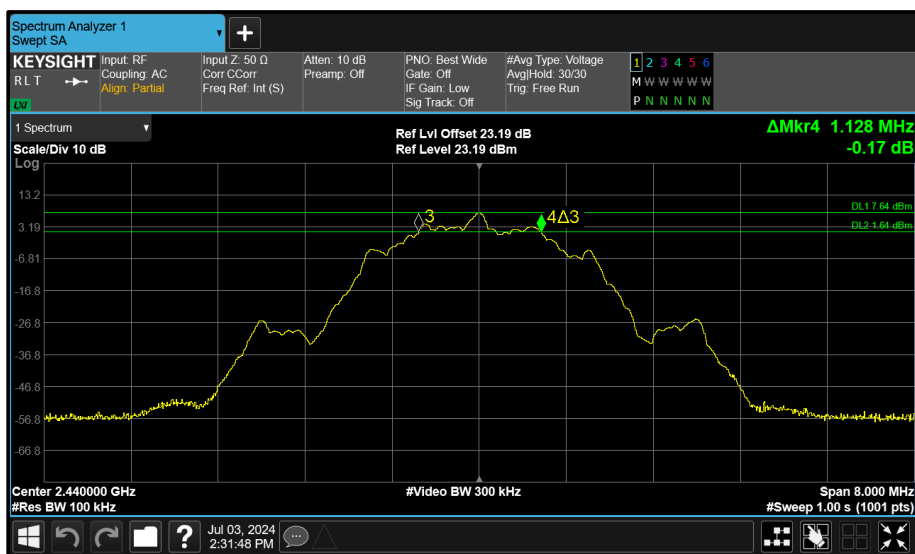 Spectrum Analyzer 1
Swept SA
+
KEYSIGHT
RLT
LXI
Input: RF
Coupling: AC
Align: Partial
Input Z: 50 Ω
Corr CCorr
Freq Ref: Int (S)
Atten: 10 dB
Preamp: Off
PNO: Best Wide
Gate: Off
IF Gain: Low
Sig Track: Off
#Avg Type: Voltage
Avg|Hold: 30/30
Trig: Free Run
1 2 3 4 5 6
M W W W W W
P N N N N N
1 Spectrum
Scale/Div 10 dB
Log
Ref Lvl Offset 23.19 dB
Ref Level 23.19 dBm
ΔMkr4 1.128 MHz
-0.17 dB
13.2
3.19
-6.81
-16.8
-26.8
-36.8
-46.8
-56.8
-66.8
3
4Δ3
DL1 7.64 dBm
DL2 1.64 dBm
Center 2.440000 GHz
#Res BW 100 kHz
#Video BW 300 kHz
Span 8.000 MHz
#Sweep 1.00 s (1001 pts)
?
Jul 03, 2024
2:31:48 PM